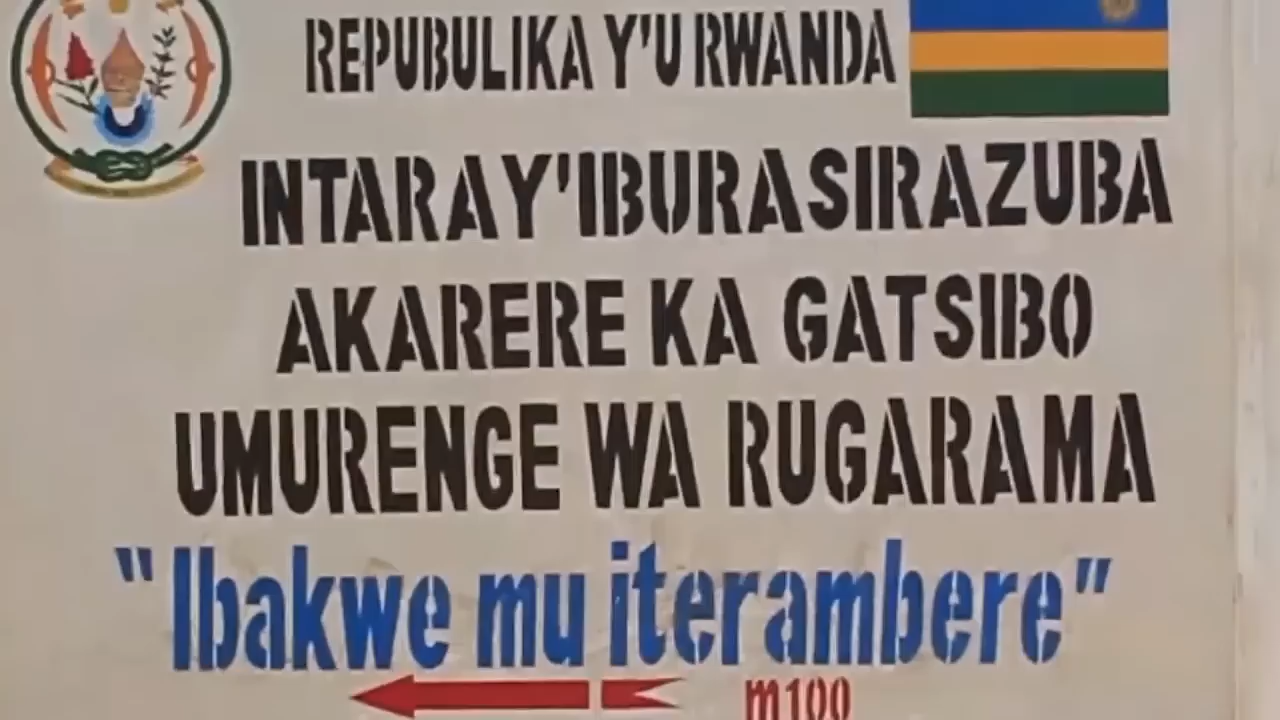 REPUBULIKA Y'U RWANDA
INTARA Y'IBURASIRAZUBA
AKARERE KA GATSIBO
UMURENGE WA RUGARAMA
"Ibakwe mu iterambere"
m100